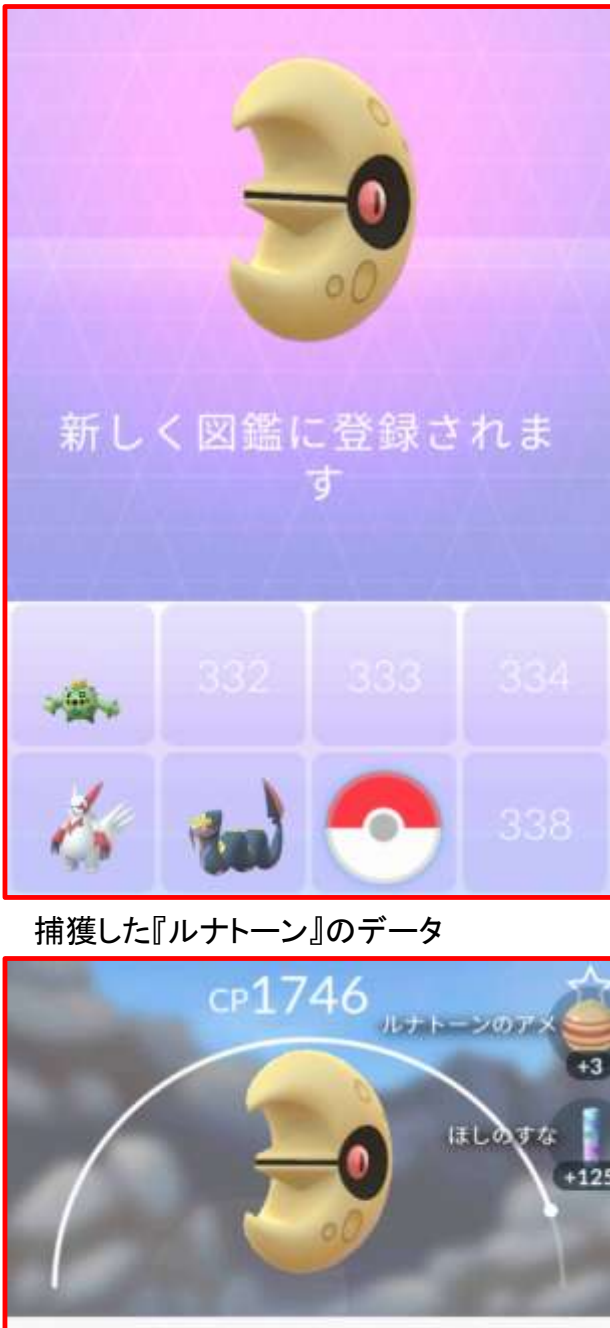 新しく図鑑に登録されま
す
332 333 334
338
捕獲した『ルナトーン』のデータ
CP1746
ルナトーンのアメ
+3
ほしのすな
+125